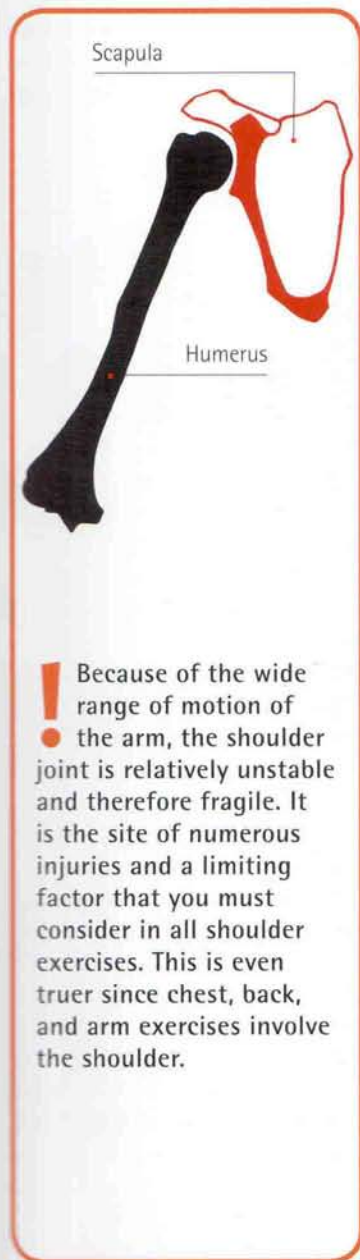 Scapula
Humerus
! Because of the wide
range of motion of
the arm, the shoulder
joint is relatively unstable
and therefore fragile. It
is the site of numerous
injuries and a limiting
factor that you must
consider in all shoulder
exercises. This is even
truer since chest, back,
and arm exercises involve
the shoulder.